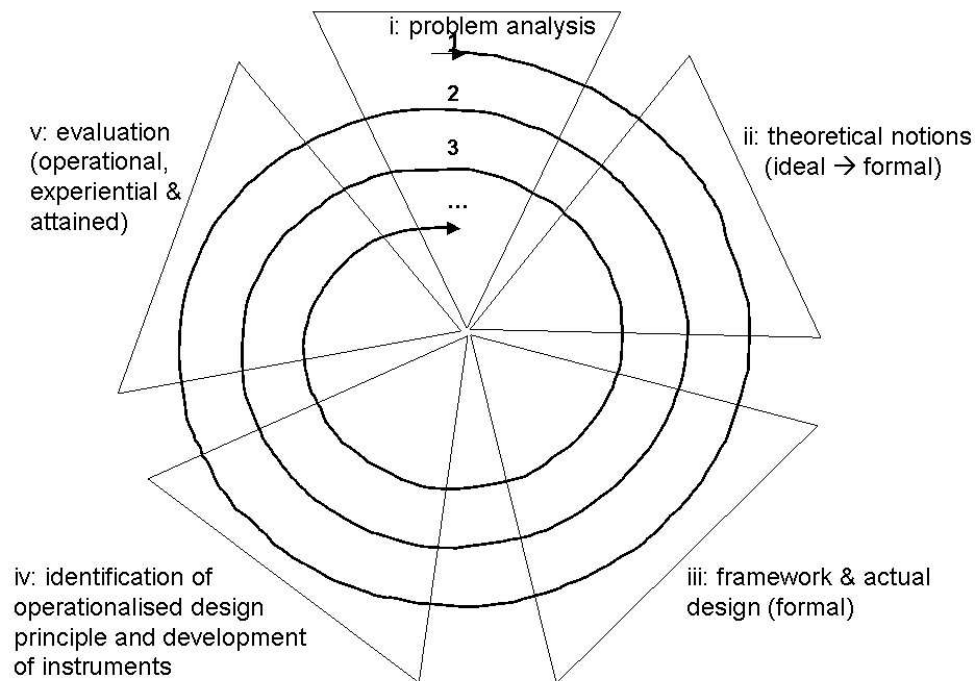 i: problem analysis
1
2
3
...
ii: theoretical notions
(ideal → formal)
iii: framework & actual
design (formal)
iv: identification of
operationalised design
principle and development
of instruments
v: evaluation
(operational,
experiential &
attained)